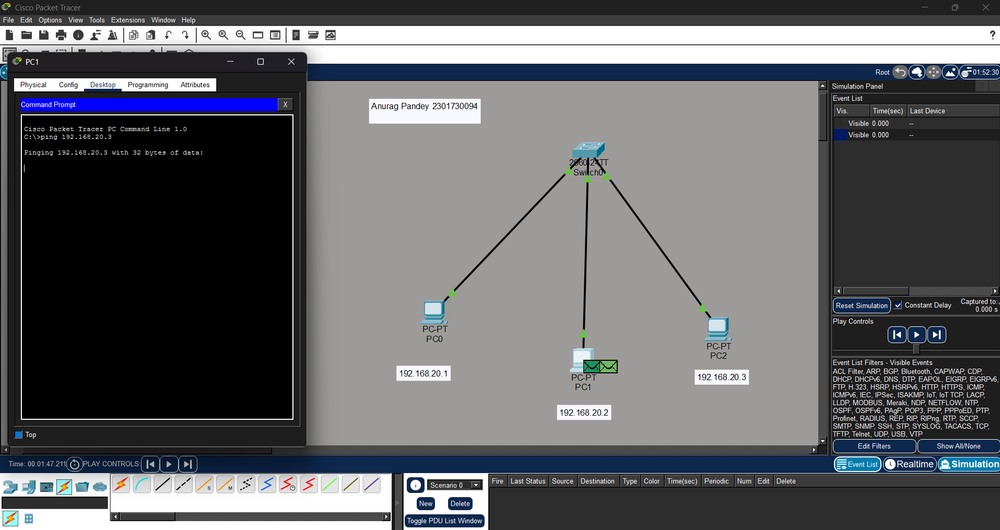 Cisco Packet Tracer
File Edit Options View Tools Extensions Window Help
?
PC1
Physical Config Desktop Programming Attributes
Command Prompt X
Cisco Packet Tracer PC Command Line 1.0
C:\>ping 192.168.20.3
Pinging 192.168.20.3 with 32 bytes of data:
Top
Root 01:52:30
Anurag Pandey 2301730094
2960-24TT
Switch0
PC-PT
PC0
192.168.20.1
PC-PT
PC1
192.168.20.2
PC-PT
PC2
192.168.20.3
Simulation Panel
Event List
Vis. Time(sec) Last Device
Visible 0.000 --
Visible 0.000 --
Reset Simulation Constant Delay Captured to:
0.000 s
Play Controls
Event List Filters - Visible Events
ACL Filter, ARP, BGP, Bluetooth, CAPWAP, CDP,
DHCP, DHCPv6, DNS, DTP, EAPOL, EIGRP, EIGRPv6,
FTP, H.323, HSRP, HSRPv6, HTTP, HTTPS, ICMP,
ICMPv6, IEC, IPSec, ISAKMP, IoT, IoT TCP, LACP,
LLDP, MODBUS, Meraki, NDP, NETFLOW, NTP,
OSPF, OSPFv6, PAgP, POP3, PPP, PPPoED, PTP,
Profinet, RADIUS, REP, RIP, RIPng, RTP, SCCP,
SMTP, SNMP, SSH, STP, SYSLOG, TACACS, TCP,
TFTP, Telnet, UDP, USB, VTP
Edit Filters Show All/None
Time: 00:01:47.211 PLAY CONTROLS:
Event List Realtime Simulation
S M
Scenario 0
New Delete
Toggle PDU List Window
Fire Last Status Source Destination Type Color Time(sec) Periodic Num Edit Delete